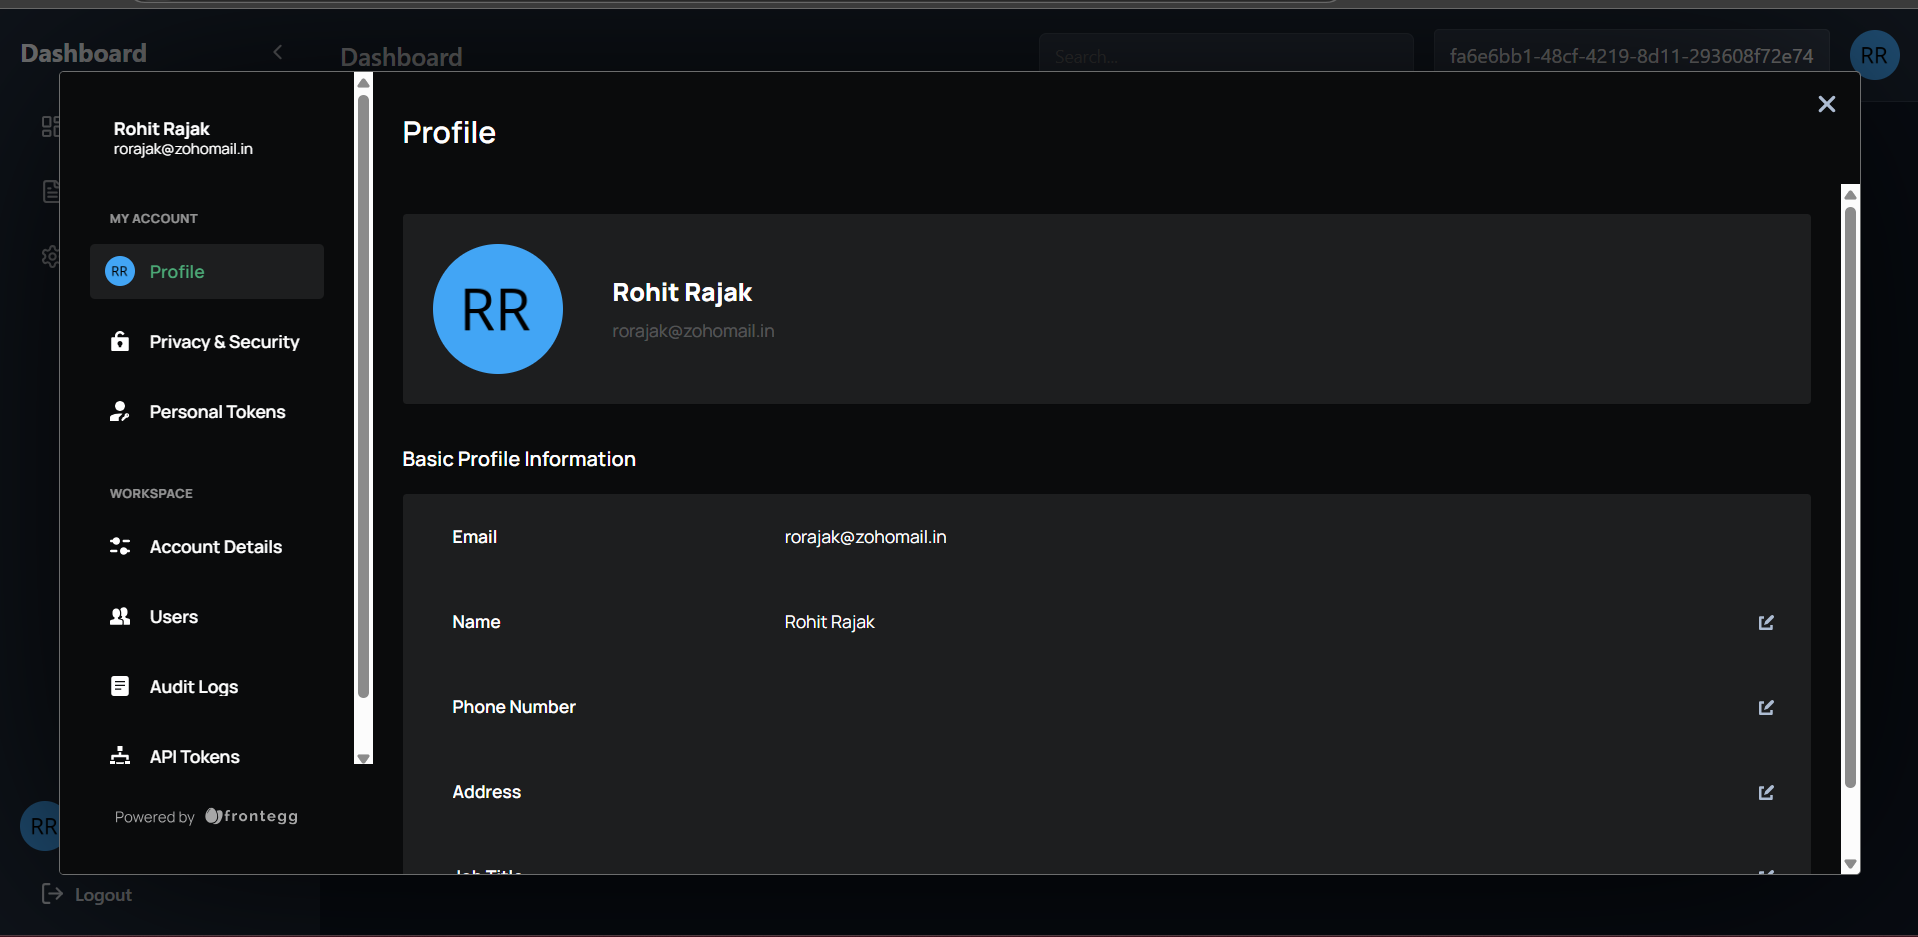 Dashboard
Dashboard
Search...
fa6e6bb1-48cf-4219-8d11-293608f72e74
RR
Rohit Rajak
rorajak@zohomail.in
MY ACCOUNT
RR Profile
Privacy & Security
Personal Tokens
WORKSPACE
Account Details
Users
Audit Logs
API Tokens
Powered by frontegg
RR
Logout
Profile
RR
Rohit Rajak
rorajak@zohomail.in
Basic Profile Information
Email rorajak@zohomail.in
Name Rohit Rajak
Phone Number
Address
Job Title